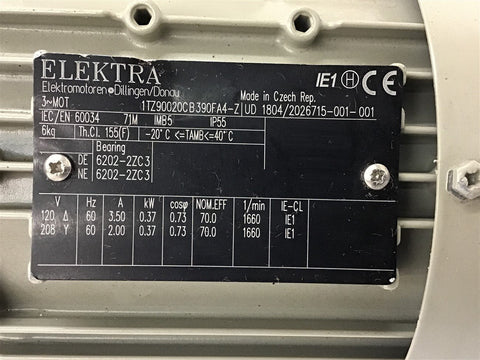 ELEKTRA
Elektromotoren•Dillingen/Donau
IE1 H CE
Made in Czech Rep.
3~MOT 1TZ90020CB390FA4-Z UD 1804/2026715-001-001
IEC/EN 60034 71M IMB5 IP55
6kg Th.Cl. 155(F) -20°C <=TAMB<=40°C
Bearing
DE 6202-2ZC3
NE 6202-2ZC3
V Hz A kW cosφ NOM.EFF 1/min IE-CL
120 Δ 60 3.50 0.37 0.73 70.0 1660 IE1
208 Y 60 2.00 0.37 0.73 70.0 1660 IE1